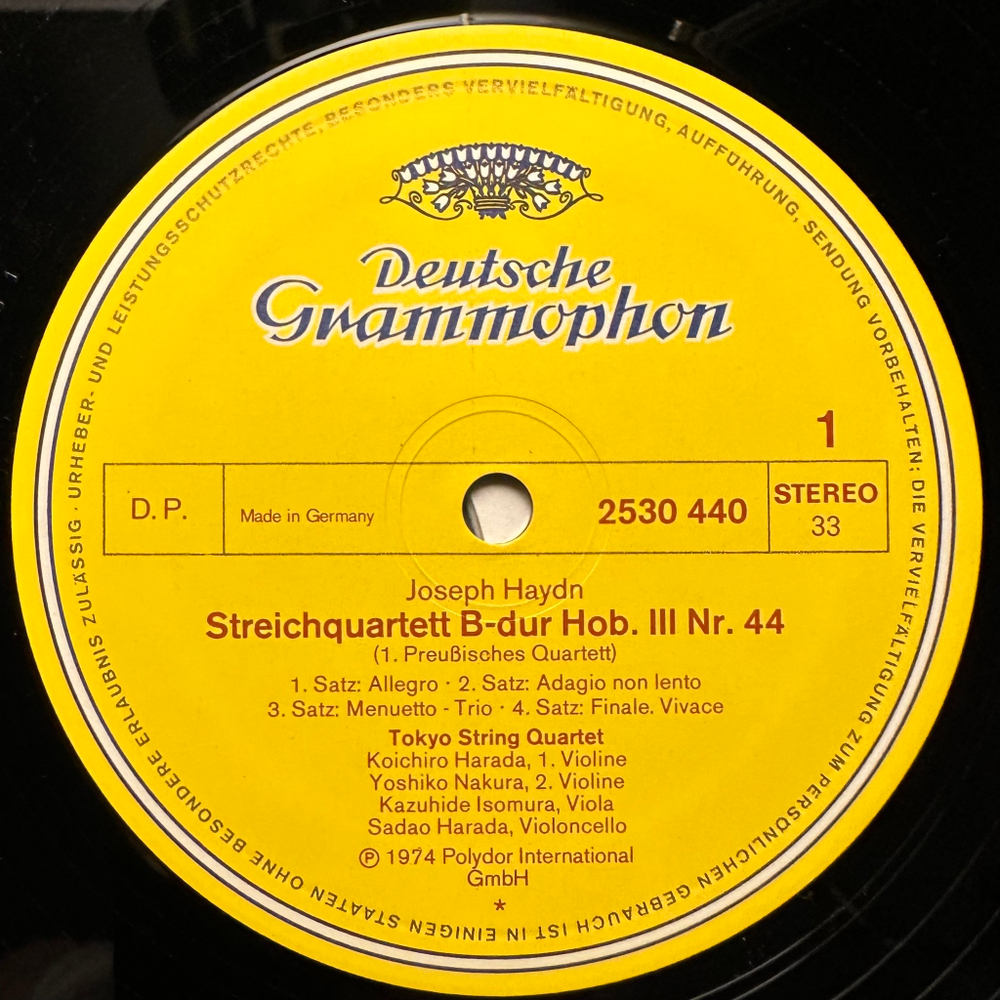 URHEBER- UND LEISTUNGSSCHUTZRECHTE, BESONDERS VERVIELFÄLTIGUNG, AUFFÜHRUNG, SENDUNG VORBEHALTEN; DIE VERVIELFÄLTIGUNG ZUM PERSÖNLICHEN GEBRAUCH IST IN EINIGEN STAATEN OHNE BESONDERE ERLAUBNIS ZULÄSSIG ·
Deutsche
Grammophon
1
D. P.
Made in Germany
2530 440
STEREO
33
Joseph Haydn
Streichquartett B-dur Hob. III Nr. 44
(1. Preußisches Quartett)
1. Satz: Allegro · 2. Satz: Adagio non lento
3. Satz: Menuetto - Trio · 4. Satz: Finale. Vivace
Tokyo String Quartet
Koichiro Harada, 1. Violine
Yoshiko Nakura, 2. Violine
Kazuhide Isomura, Viola
Sadao Harada, Violoncello
℗ 1974 Polydor International
GmbH
*